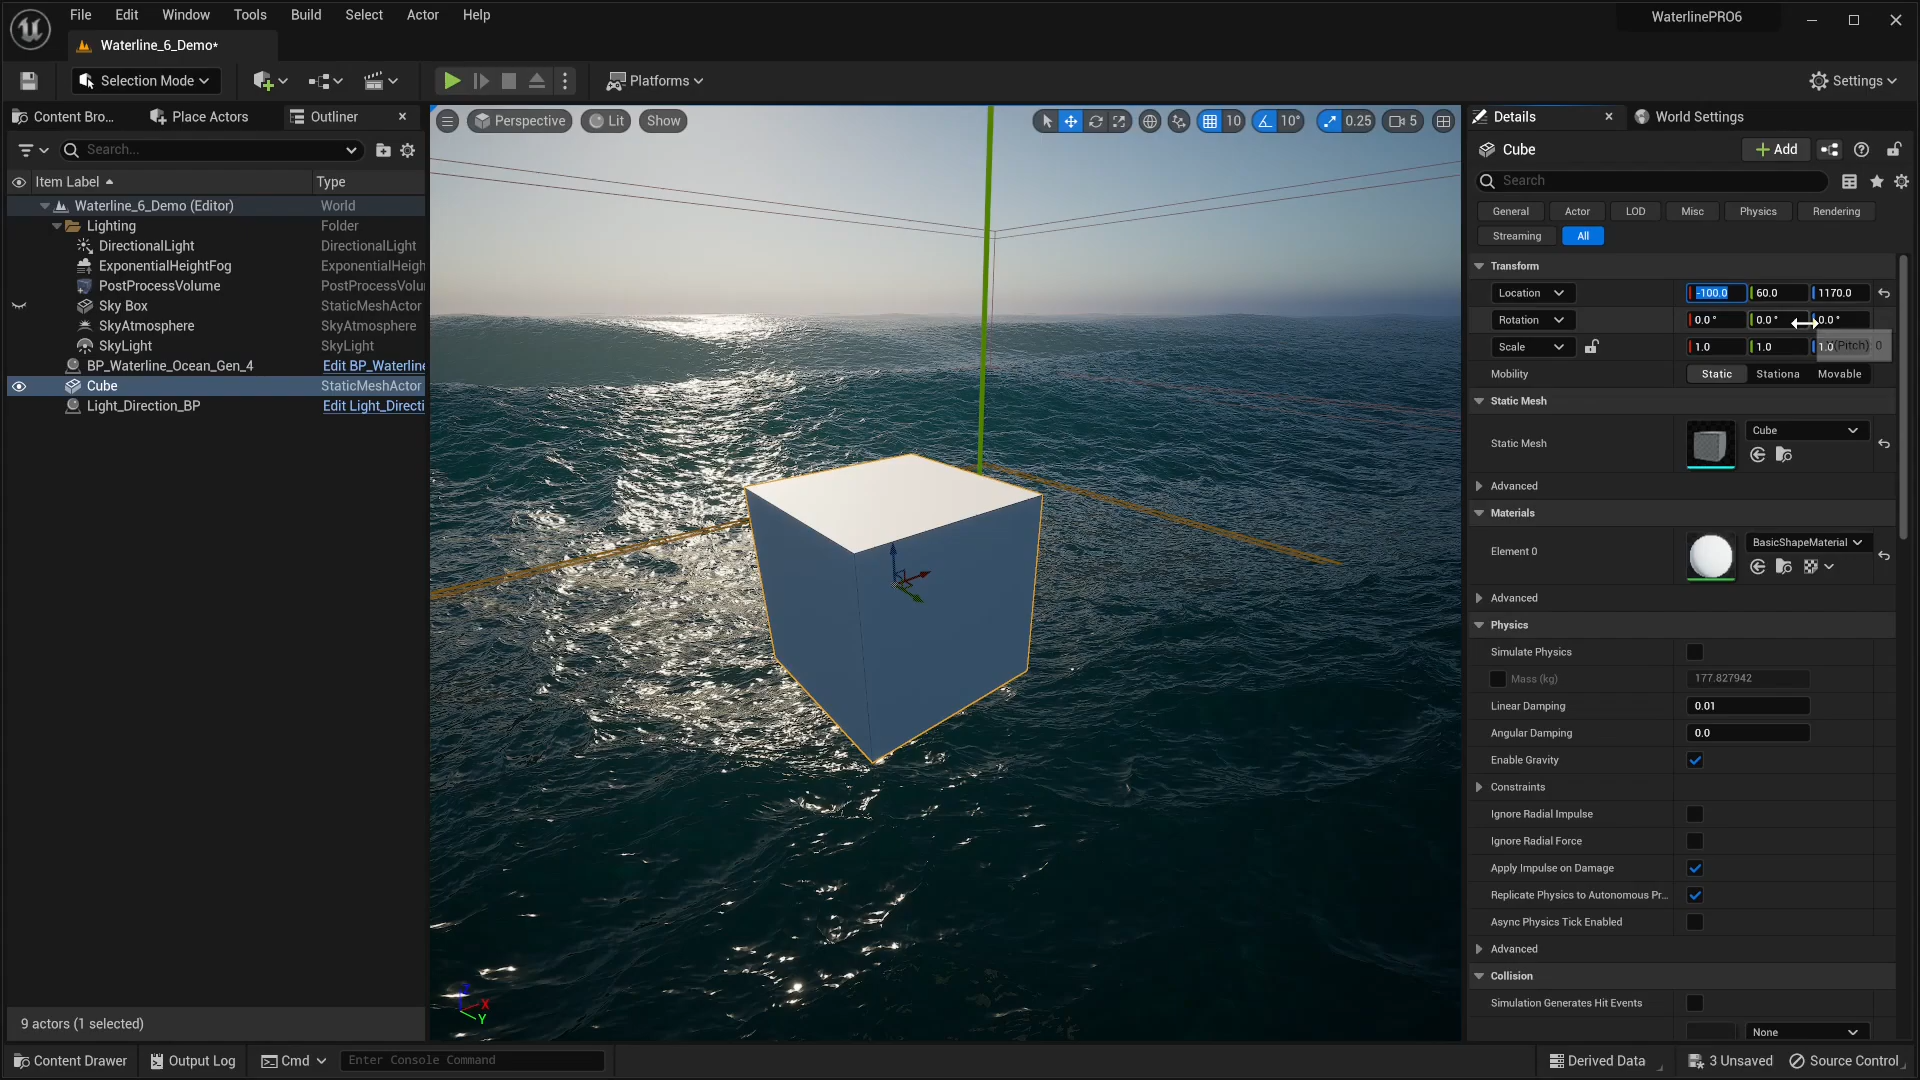 File Edit Window Tools Build Select Actor Help
WaterlinePRO6
Waterline_6_Demo*
Selection Mode
Platforms
Settings
Content Bro...
Place Actors
Outliner
Search...
Item Label
Type
Waterline_6_Demo (Editor) World
Lighting Folder
DirectionalLight DirectionalLight
ExponentialHeightFog ExponentialHeigh
PostProcessVolume PostProcessVolu
Sky Box StaticMeshActor
SkyAtmosphere SkyAtmosphere
SkyLight SkyLight
BP_Waterline_Ocean_Gen_4 Edit BP_Waterline
Cube StaticMeshActor
Light_Direction_BP Edit Light_Directi
9 actors (1 selected)
Perspective
Lit
Show
10
10°
0.25
5
Z
X
Y
Details
World Settings
Cube
Add
Search
General Actor LOD Misc Physics Rendering
Streaming All
Transform
Location -100.0 60.0 1170.0
Rotation 0.0 ° 0.0 ° 0.0 °
Scale 1.0 1.0 1.0
(Pitch): 0
Mobility Static Stationa Movable
Static Mesh
Static Mesh Cube
Advanced
Materials
Element 0 BasicShapeMaterial
Advanced
Physics
Simulate Physics
Mass (kg) 177.827942
Linear Damping 0.01
Angular Damping 0.0
Enable Gravity
Constraints
Ignore Radial Impulse
Ignore Radial Force
Apply Impulse on Damage
Replicate Physics to Autonomous Pr...
Async Physics Tick Enabled
Advanced
Collision
Simulation Generates Hit Events
None
Content Drawer
Output Log
Cmd
Enter Console Command
Derived Data
3 Unsaved
Source Control